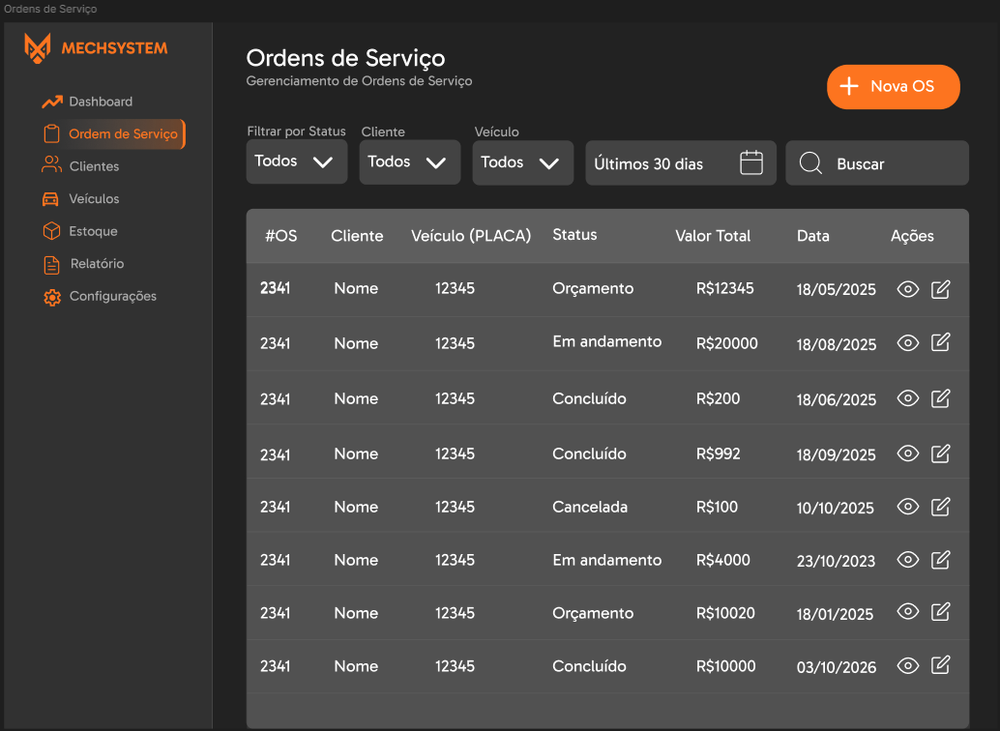 Ordens de Serviço
MECHSYSTEM
Dashboard
Ordem de Serviço
Clientes
Veículos
Estoque
Relatório
Configurações
Ordens de Serviço
Gerenciamento de Ordens de Serviço
Nova OS
Filtrar por Status Cliente Veículo
Todos Todos Todos Últimos 30 dias Buscar
#OS Cliente Veículo (PLACA) Status Valor Total Data Ações
2341 Nome 12345 Orçamento R$12345 18/05/2025
2341 Nome 12345 Em andamento R$20000 18/08/2025
2341 Nome 12345 Concluído R$200 18/06/2025
2341 Nome 12345 Concluído R$992 18/09/2025
2341 Nome 12345 Cancelada R$100 10/10/2025
2341 Nome 12345 Em andamento R$4000 23/10/2023
2341 Nome 12345 Orçamento R$10020 18/01/2025
2341 Nome 12345 Concluído R$10000 03/10/2026